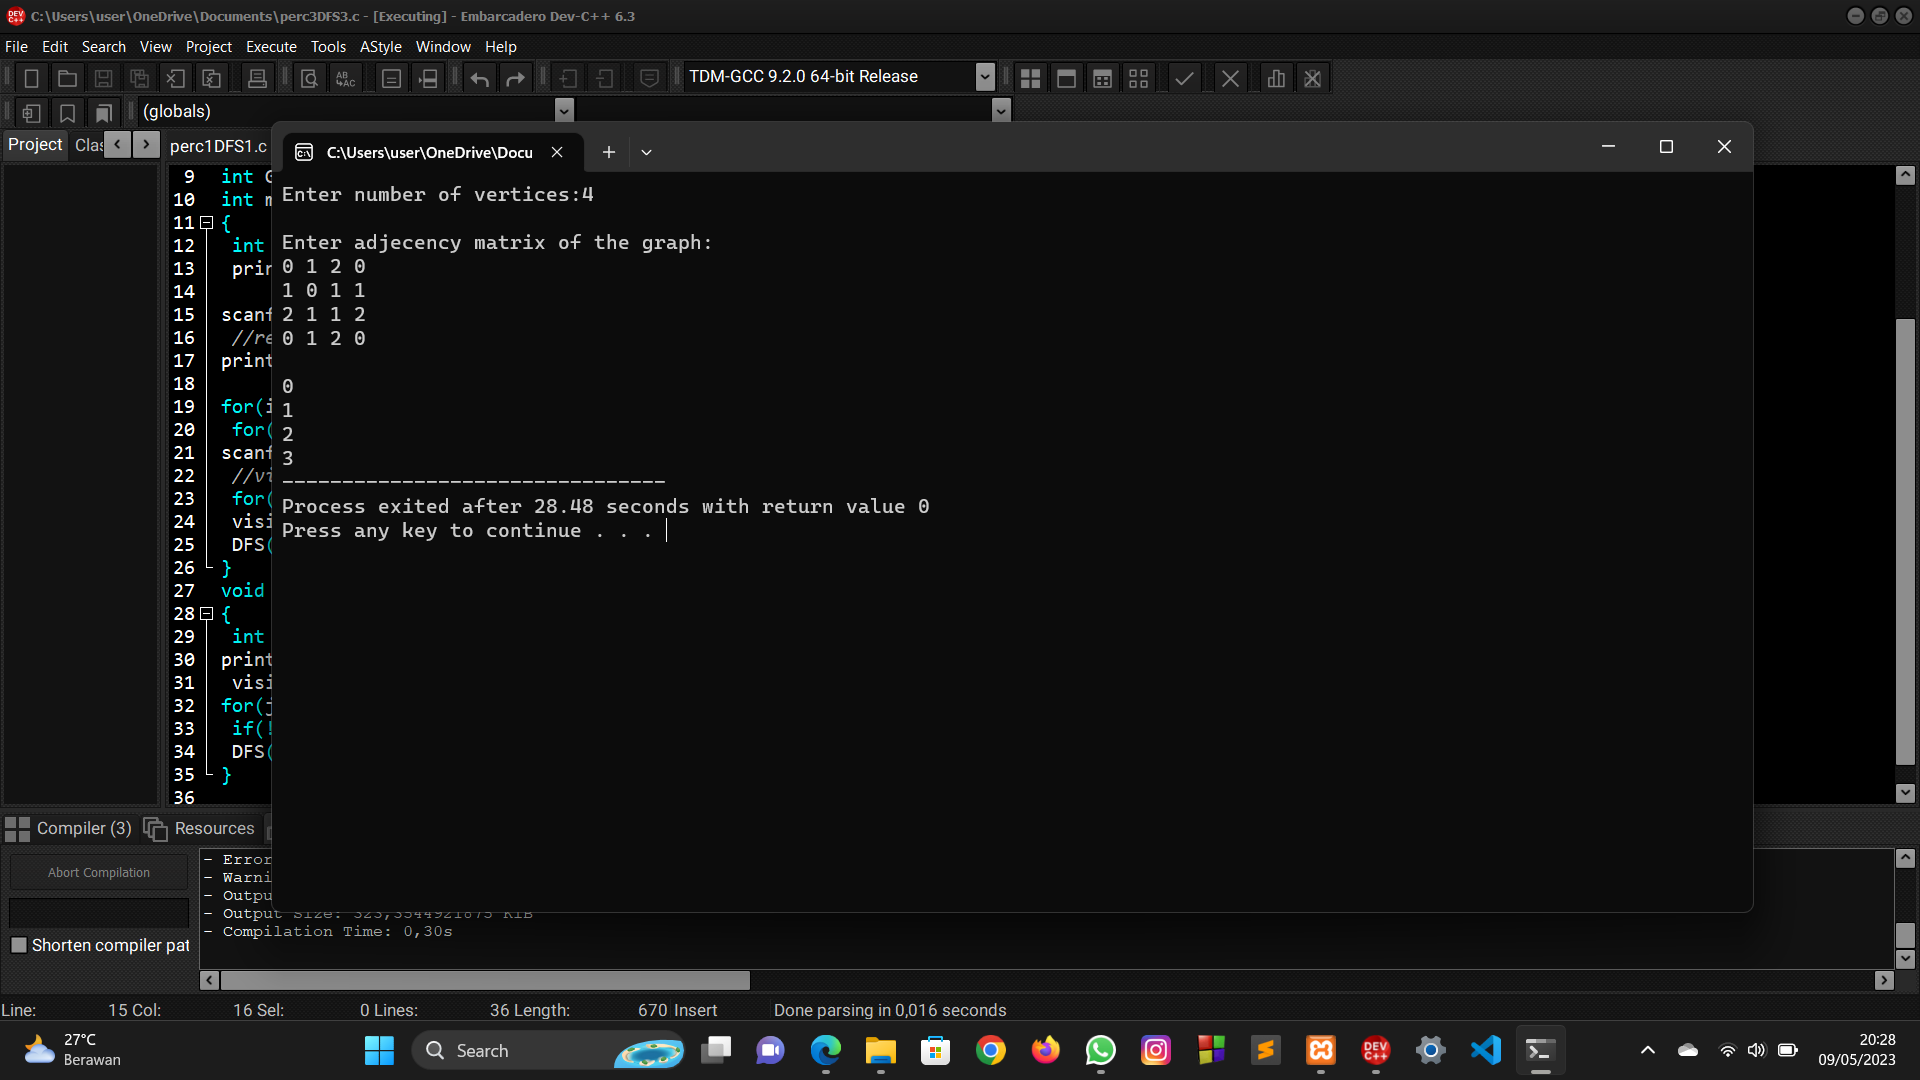 C:\Users\user\OneDrive\Documents\perc3DFS3.c - [Executing] - Embarcadero Dev-C++ 6.3
File Edit Search View Project Execute Tools AStyle Window Help
TDM-GCC 9.2.0 64-bit Release
(globals)
Project Clas perc1DFS1.c
C:\Users\user\OneDrive\Docu
Enter number of vertices:4
Enter adjecency matrix of the graph:
0 1 2 0
1 0 1 1
2 1 1 2
0 1 2 0
0
1
2
3
--------------------------------
Process exited after 28.48 seconds with return value 0
Press any key to continue . . .
9 int G
10 int m
11 {
12 int
13 prin
14
15 scanf
16 //re
17 print
18
19 for(i
20 for(
21 scanf
22 //vi
23 for(
24 visi
25 DFS(
26 }
27 void
28 {
29 int
30 print
31 visi
32 for(j
33 if(!
34 DFS(
35 }
36
Compiler (3) Resources
Abort Compilation
Shorten compiler pat
- Error
- Warni
- Outpu
- Output Size: 323,3544921875 KiB
- Compilation Time: 0,30s
Line: 15 Col: 16 Sel: 0 Lines: 36 Length: 670 Insert Done parsing in 0,016 seconds
27°C
Berawan
Search
DEV C++
20:28
09/05/2023